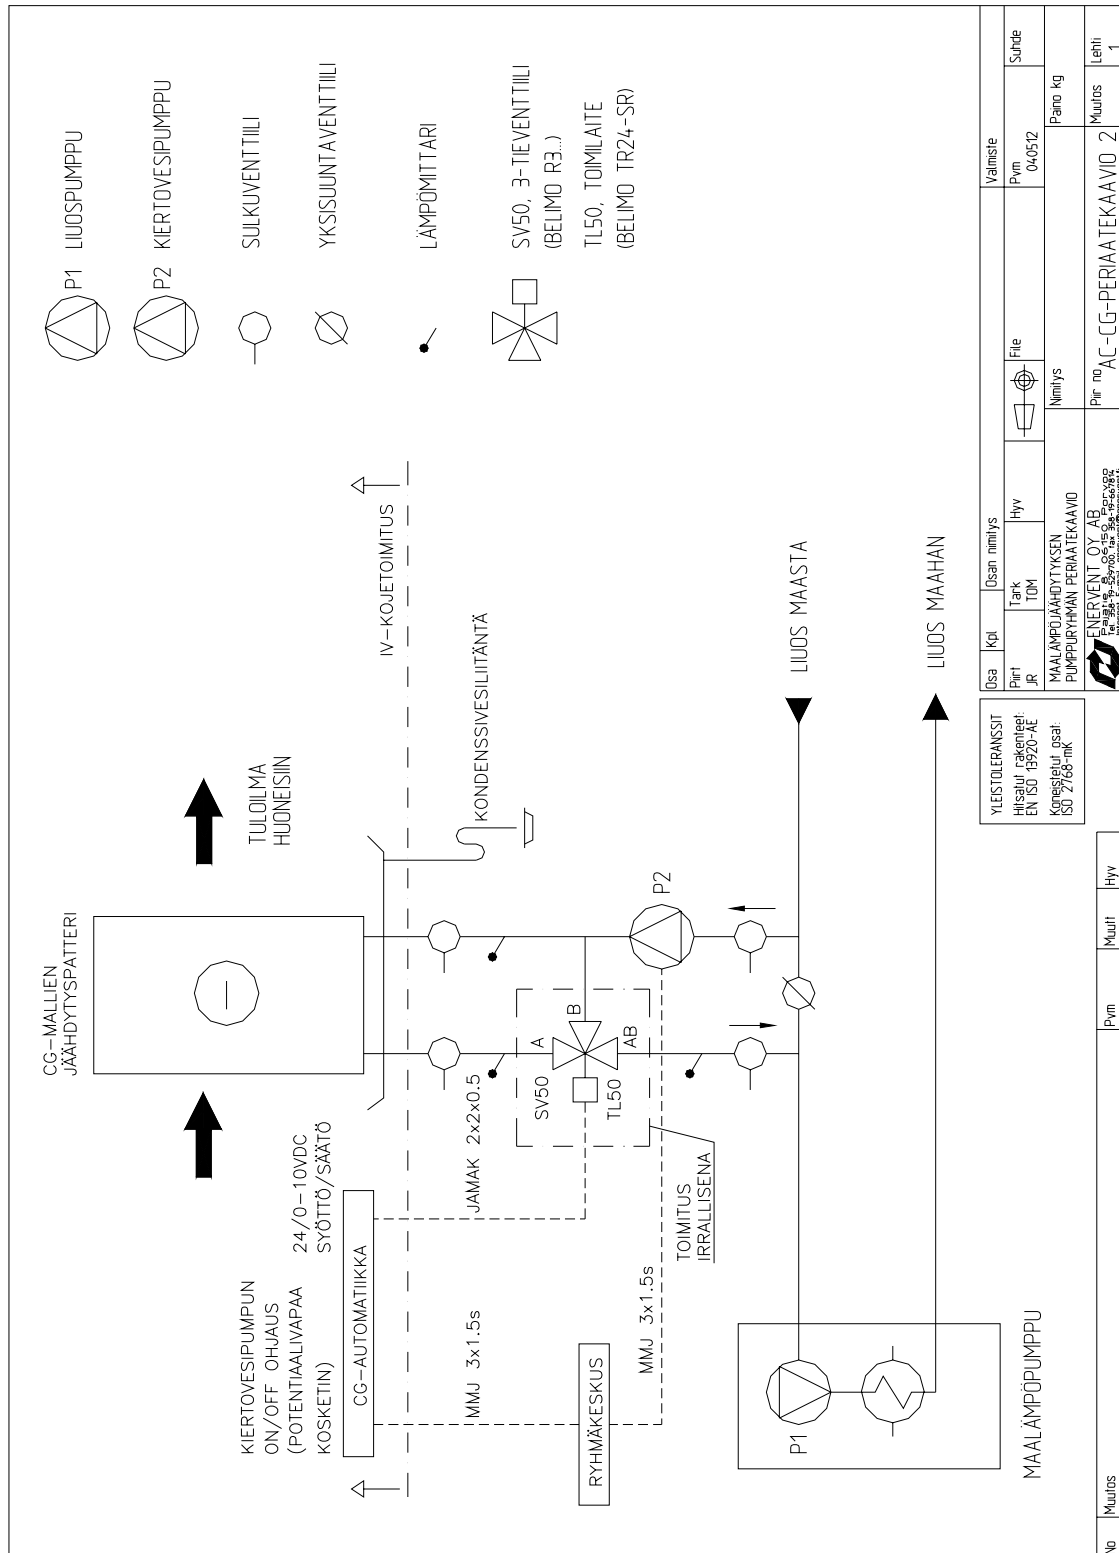 P1 LIUOSPUMPPU
P2 KIERTOVESIPUMPPU
SULKUVENTTIILI
YKSISUUNTAVENTTIILI
LÄMPÖMITTARI
SV50, 3-TIEVENTTIILI
(BELIMO R3...)
TL50, TOIMILAITE
(BELIMO TR24-SR)
CG-MALLIEN
JÄÄHDYTYSPATTERI
TULOILMA
HUONEISIIN
IV-KOJETOIMITUS
KONDENSSIVESILIITÄNTÄ
KIERTOVESIPUMPUN
ON/OFF OHJAUS
(POTENTIAALIVAPAA
KOSKETIN)
24/0-10VDC
SYÖTTÖ/SÄÄTÖ
CG-AUTOMATIIKKA
MMJ 3x1.5s
JAMAK 2x2x0.5
SV50
A
B
AB
TL50
P2
RYHMÄKESKUS
MMJ 3x1.5s
TOIMITUS
IRRALLISENA
LIUOS MAASTA
LIUOS MAAHAN
P1
MAALÄMPÖPUMPPU
YLEISTOLERANSSIT
Hitsatut rakenteet:
EN ISO 13920-AE
Koneistetut osat:
ISO 2768-mK
Osa Kpl Osan nimitys Valmiste
Piirt
JR
Tark
TOM
Hyv
File
Pvm
040512
Suhde
MAALÄMPÖJÄÄHDYTYKSEN
PUMPPURYHMÄN PERIAATEKAAVIO
Nimitys
Paino kg
ENERVENT OY AB
Piir no AC-CG-PERIAATEKAAVIO 2
Muutos
Lehti
1
No Muutos Pvm Muutt Hyv